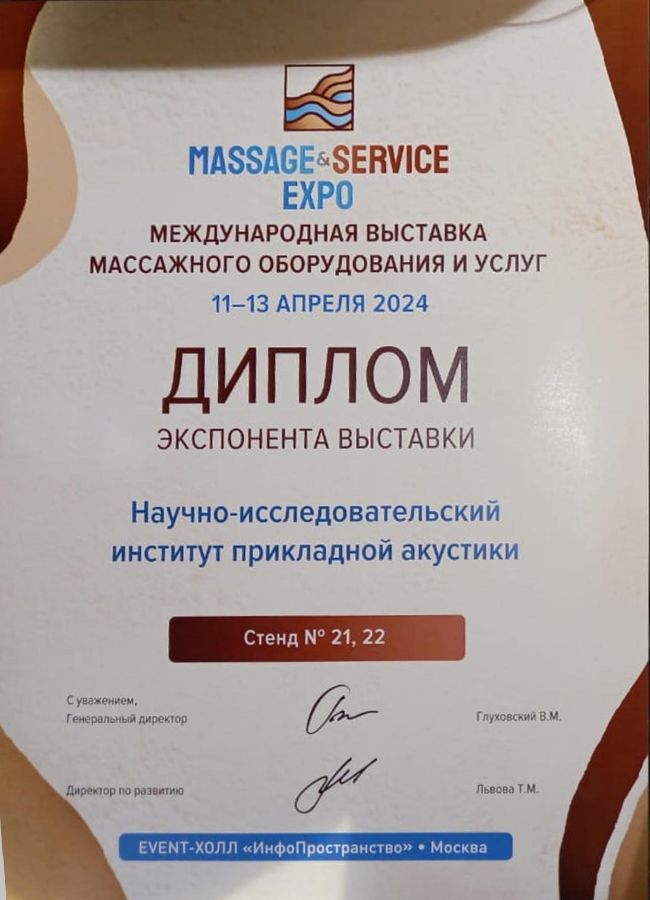 MASSAGE&SERVICE
EXPO
МЕЖДУНАРОДНАЯ ВЫСТАВКА
МАССАЖНОГО ОБОРУДОВАНИЯ И УСЛУГ
11–13 АПРЕЛЯ 2024
ДИПЛОМ
ЭКСПОНЕНТА ВЫСТАВКИ
Научно-исследовательский
институт прикладной акустики
Стенд № 21, 22
С уважением,
Генеральный директор
Глуховский В.М.
Директор по развитию
Львова Т.М.
EVENT-ХОЛЛ «ИнфоПространство» • Москва